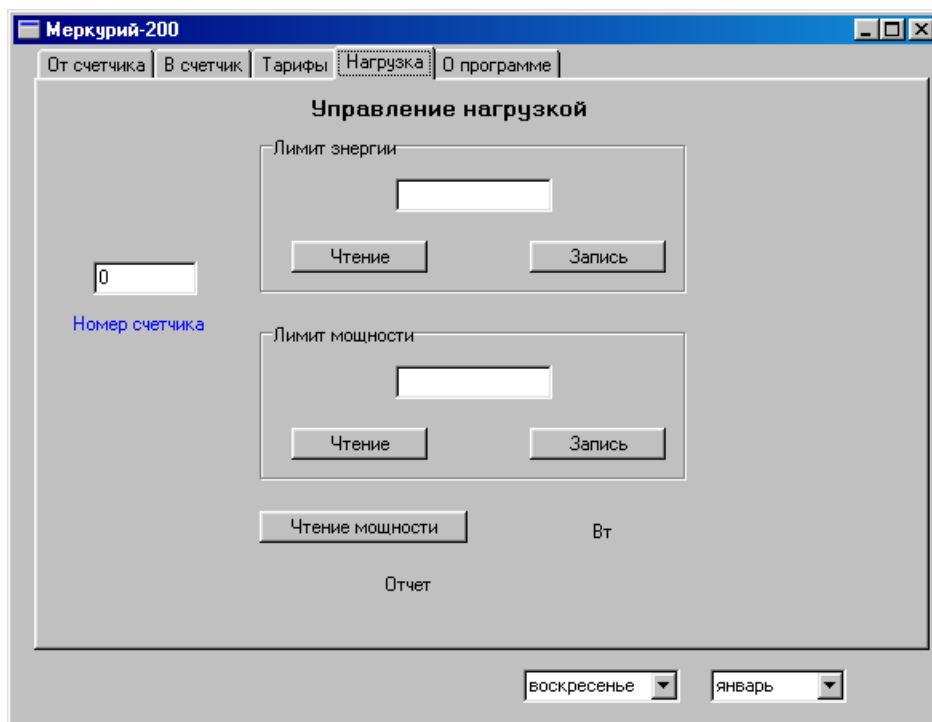 Меркурий-200
От счетчика В счетчик Тарифы Нагрузка О программе
Управление нагрузкой
Лимит энергии
Чтение Запись
0
Номер счетчика
Лимит мощности
Чтение Запись
Чтение мощности Вт
Отчет
воскресенье январь